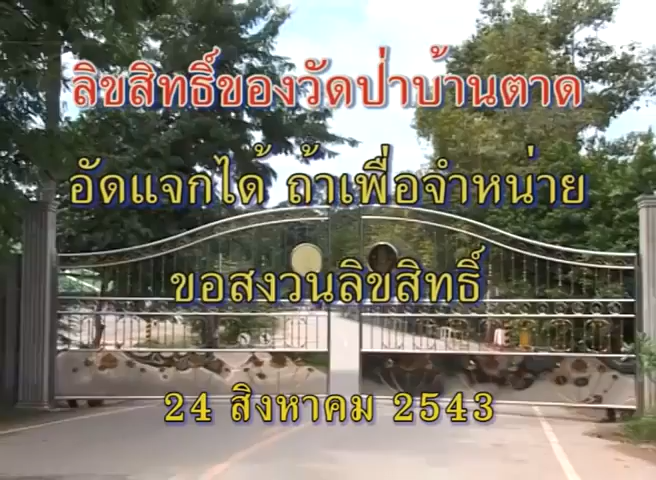 ลิขสิทธิ์ของวัดป่าบ้านตาด
อัดแจกได้ ถ้าเพื่อจำหน่าย
ขอสงวนลิขสิทธิ์
24 สิงหาคม 2543